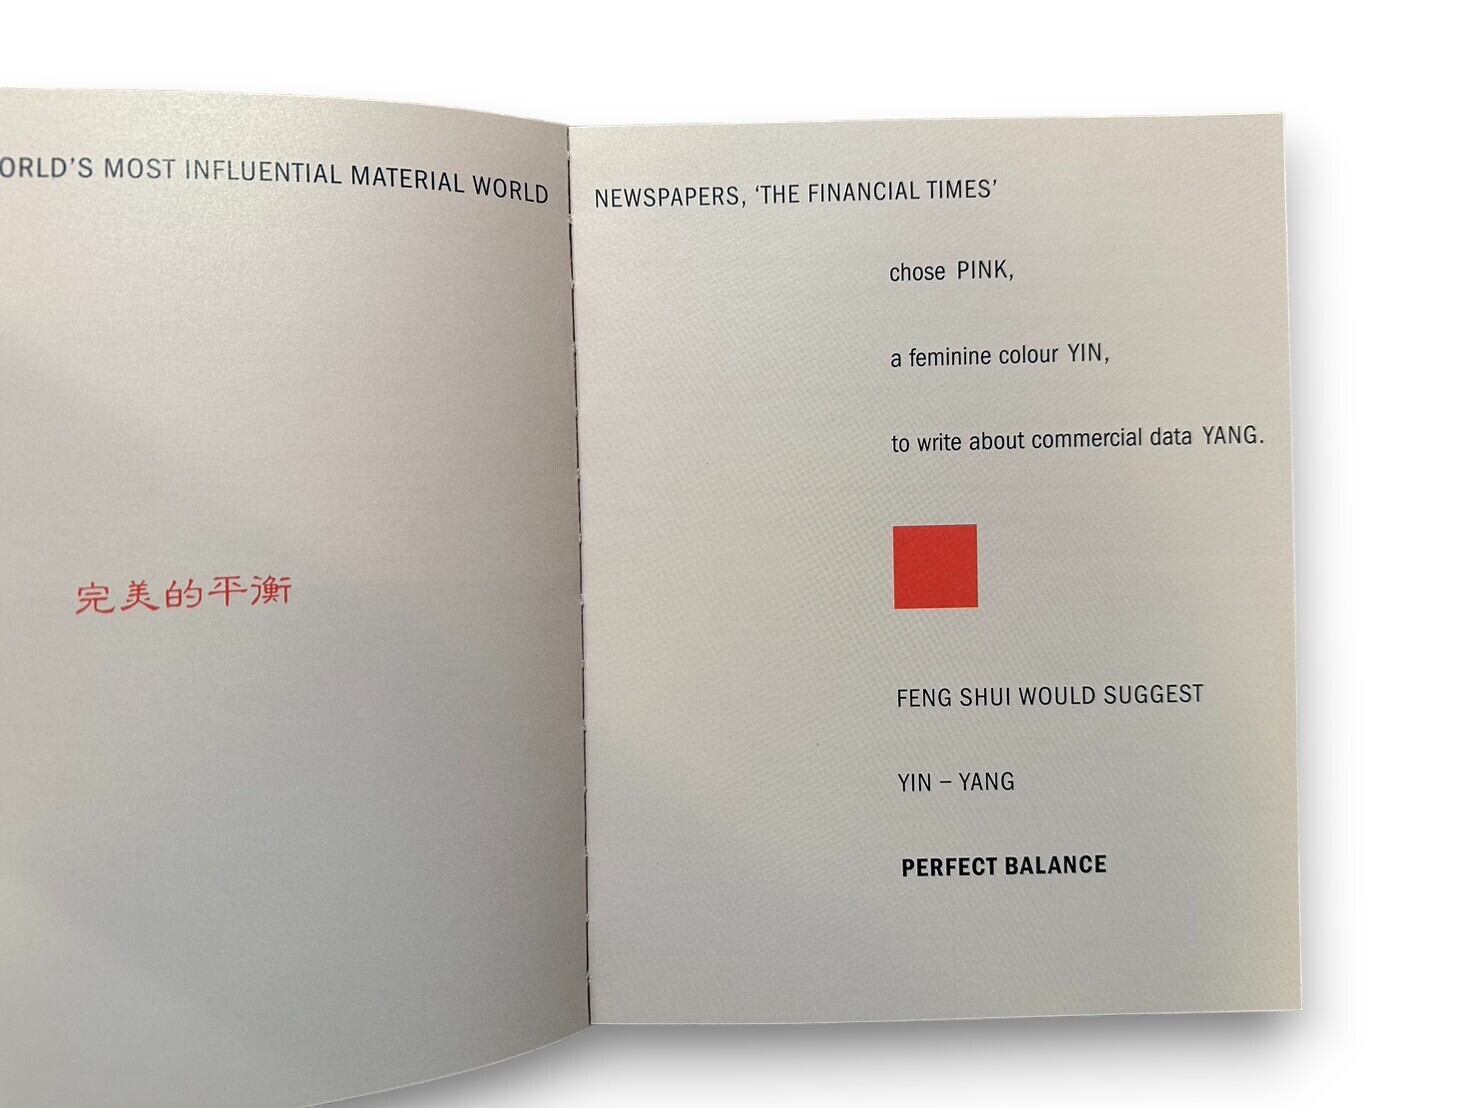 ORLD'S MOST INFLUENTIAL MATERIAL WORLD NEWSPAPERS, 'THE FINANCIAL TIMES'
完美的平衡
chose PINK,
a feminine colour YIN,
to write about commercial data YANG.
FENG SHUI WOULD SUGGEST
YIN – YANG
PERFECT BALANCE